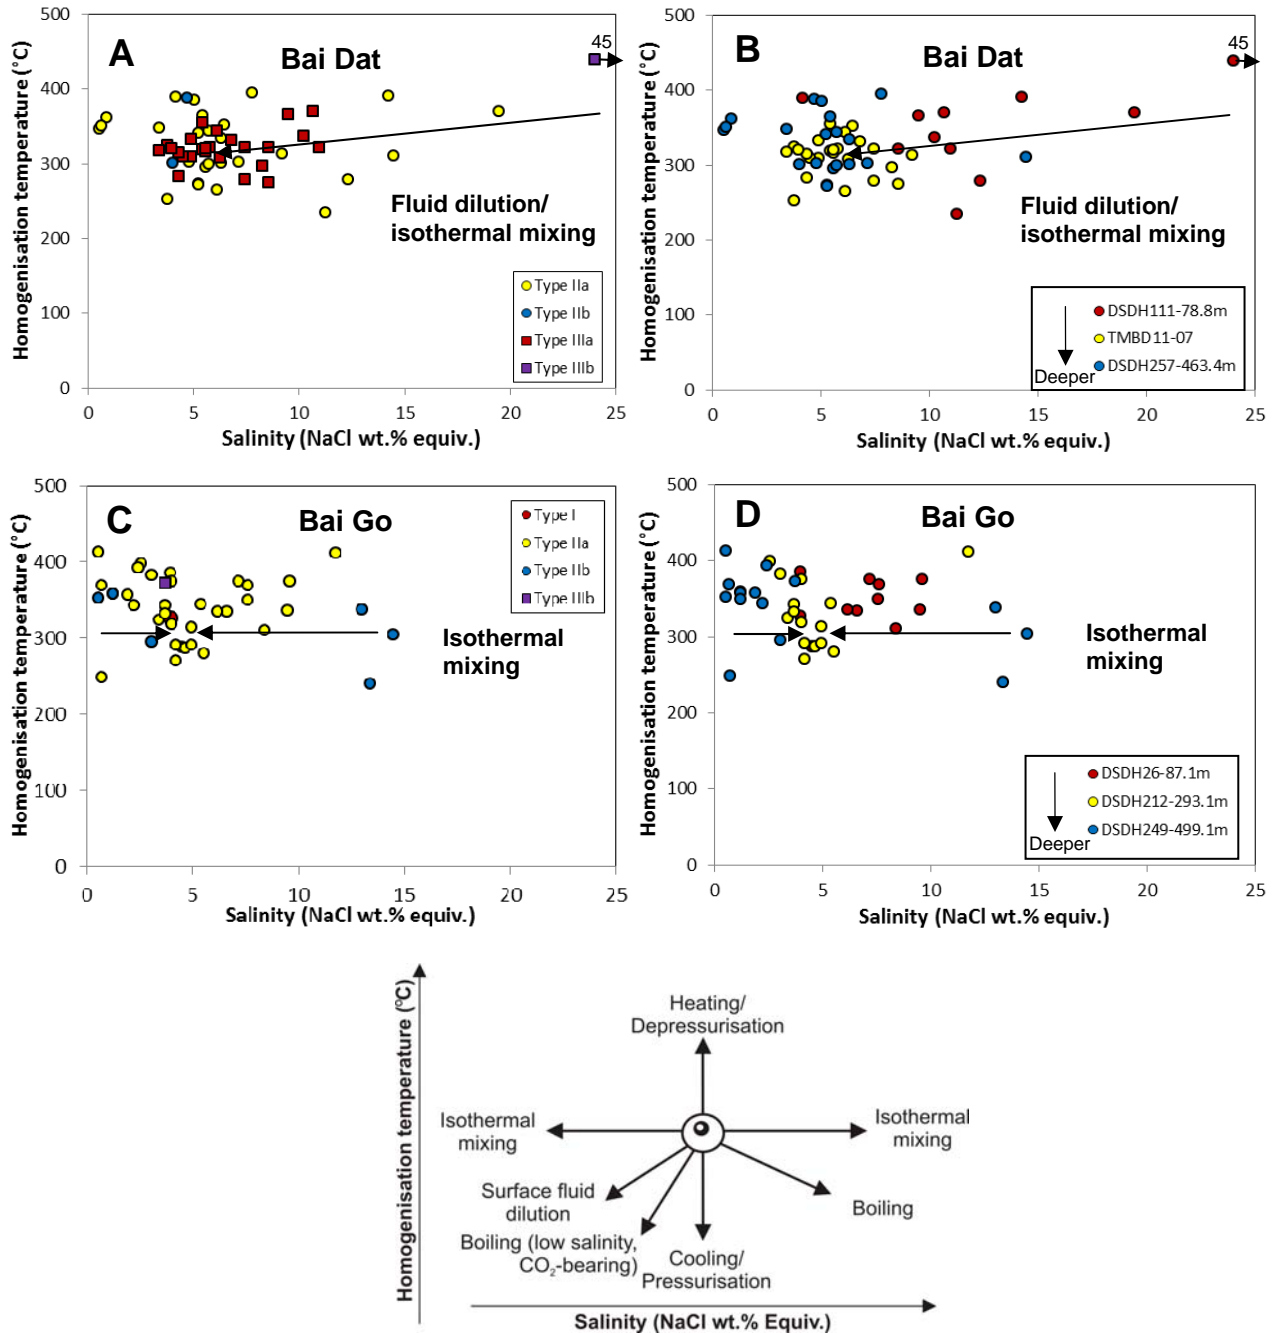 A
Bai Dat
45
Homogenisation temperature (°C)
500
400
300
200
100
0
0 5 10 15 20 25
Salinity (NaCl wt.% equiv.)
Fluid dilution/
isothermal mixing
Type IIa
Type IIb
Type IIIa
Type IIIb
B
Bai Dat
45
Homogenisation temperature (°C)
500
400
300
200
100
0
0 5 10 15 20 25
Salinity (NaCl wt.% equiv.)
Fluid dilution/
isothermal mixing
DSDH111-78.8m
TMBD11-07
DSDH257-463.4m
Deeper
C
Bai Go
Homogenisation temperature (°C)
500
400
300
200
100
0
0 5 10 15 20 25
Salinity (NaCl wt.% equiv.)
Isothermal
mixing
Type I
Type IIa
Type IIb
Type IIIb
D
Bai Go
Homogenisation temperature (°C)
500
400
300
200
100
0
0 5 10 15 20 25
Salinity (NaCl wt.% equiv.)
Isothermal
mixing
DSDH26-87.1m
DSDH212-293.1m
DSDH249-499.1m
Deeper
Homogenisation temperature (°C)
Heating/
Depressurisation
Isothermal
mixing
Isothermal
mixing
Surface fluid
dilution
Boiling
Boiling (low salinity,
CO₂-bearing)
Cooling/
Pressurisation
Salinity (NaCl wt.% Equiv.)